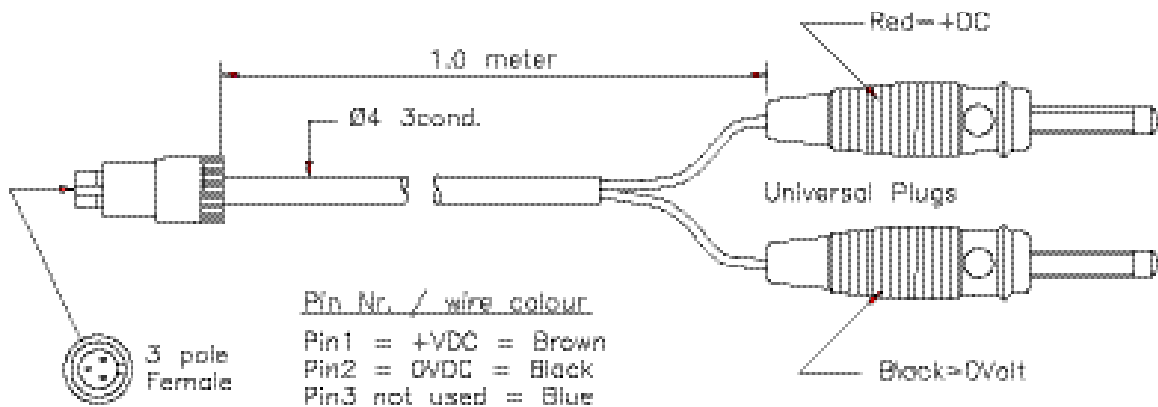 Red=+DC
1.0 meter
Ø4 3cond.
Universal Plugs
Pin Nr. / wire colour
Pin1 = +VDC = Brown
Pin2 = 0VDC = Black
Pin3 not used = Blue
3 pole
Female
Black=0Volt